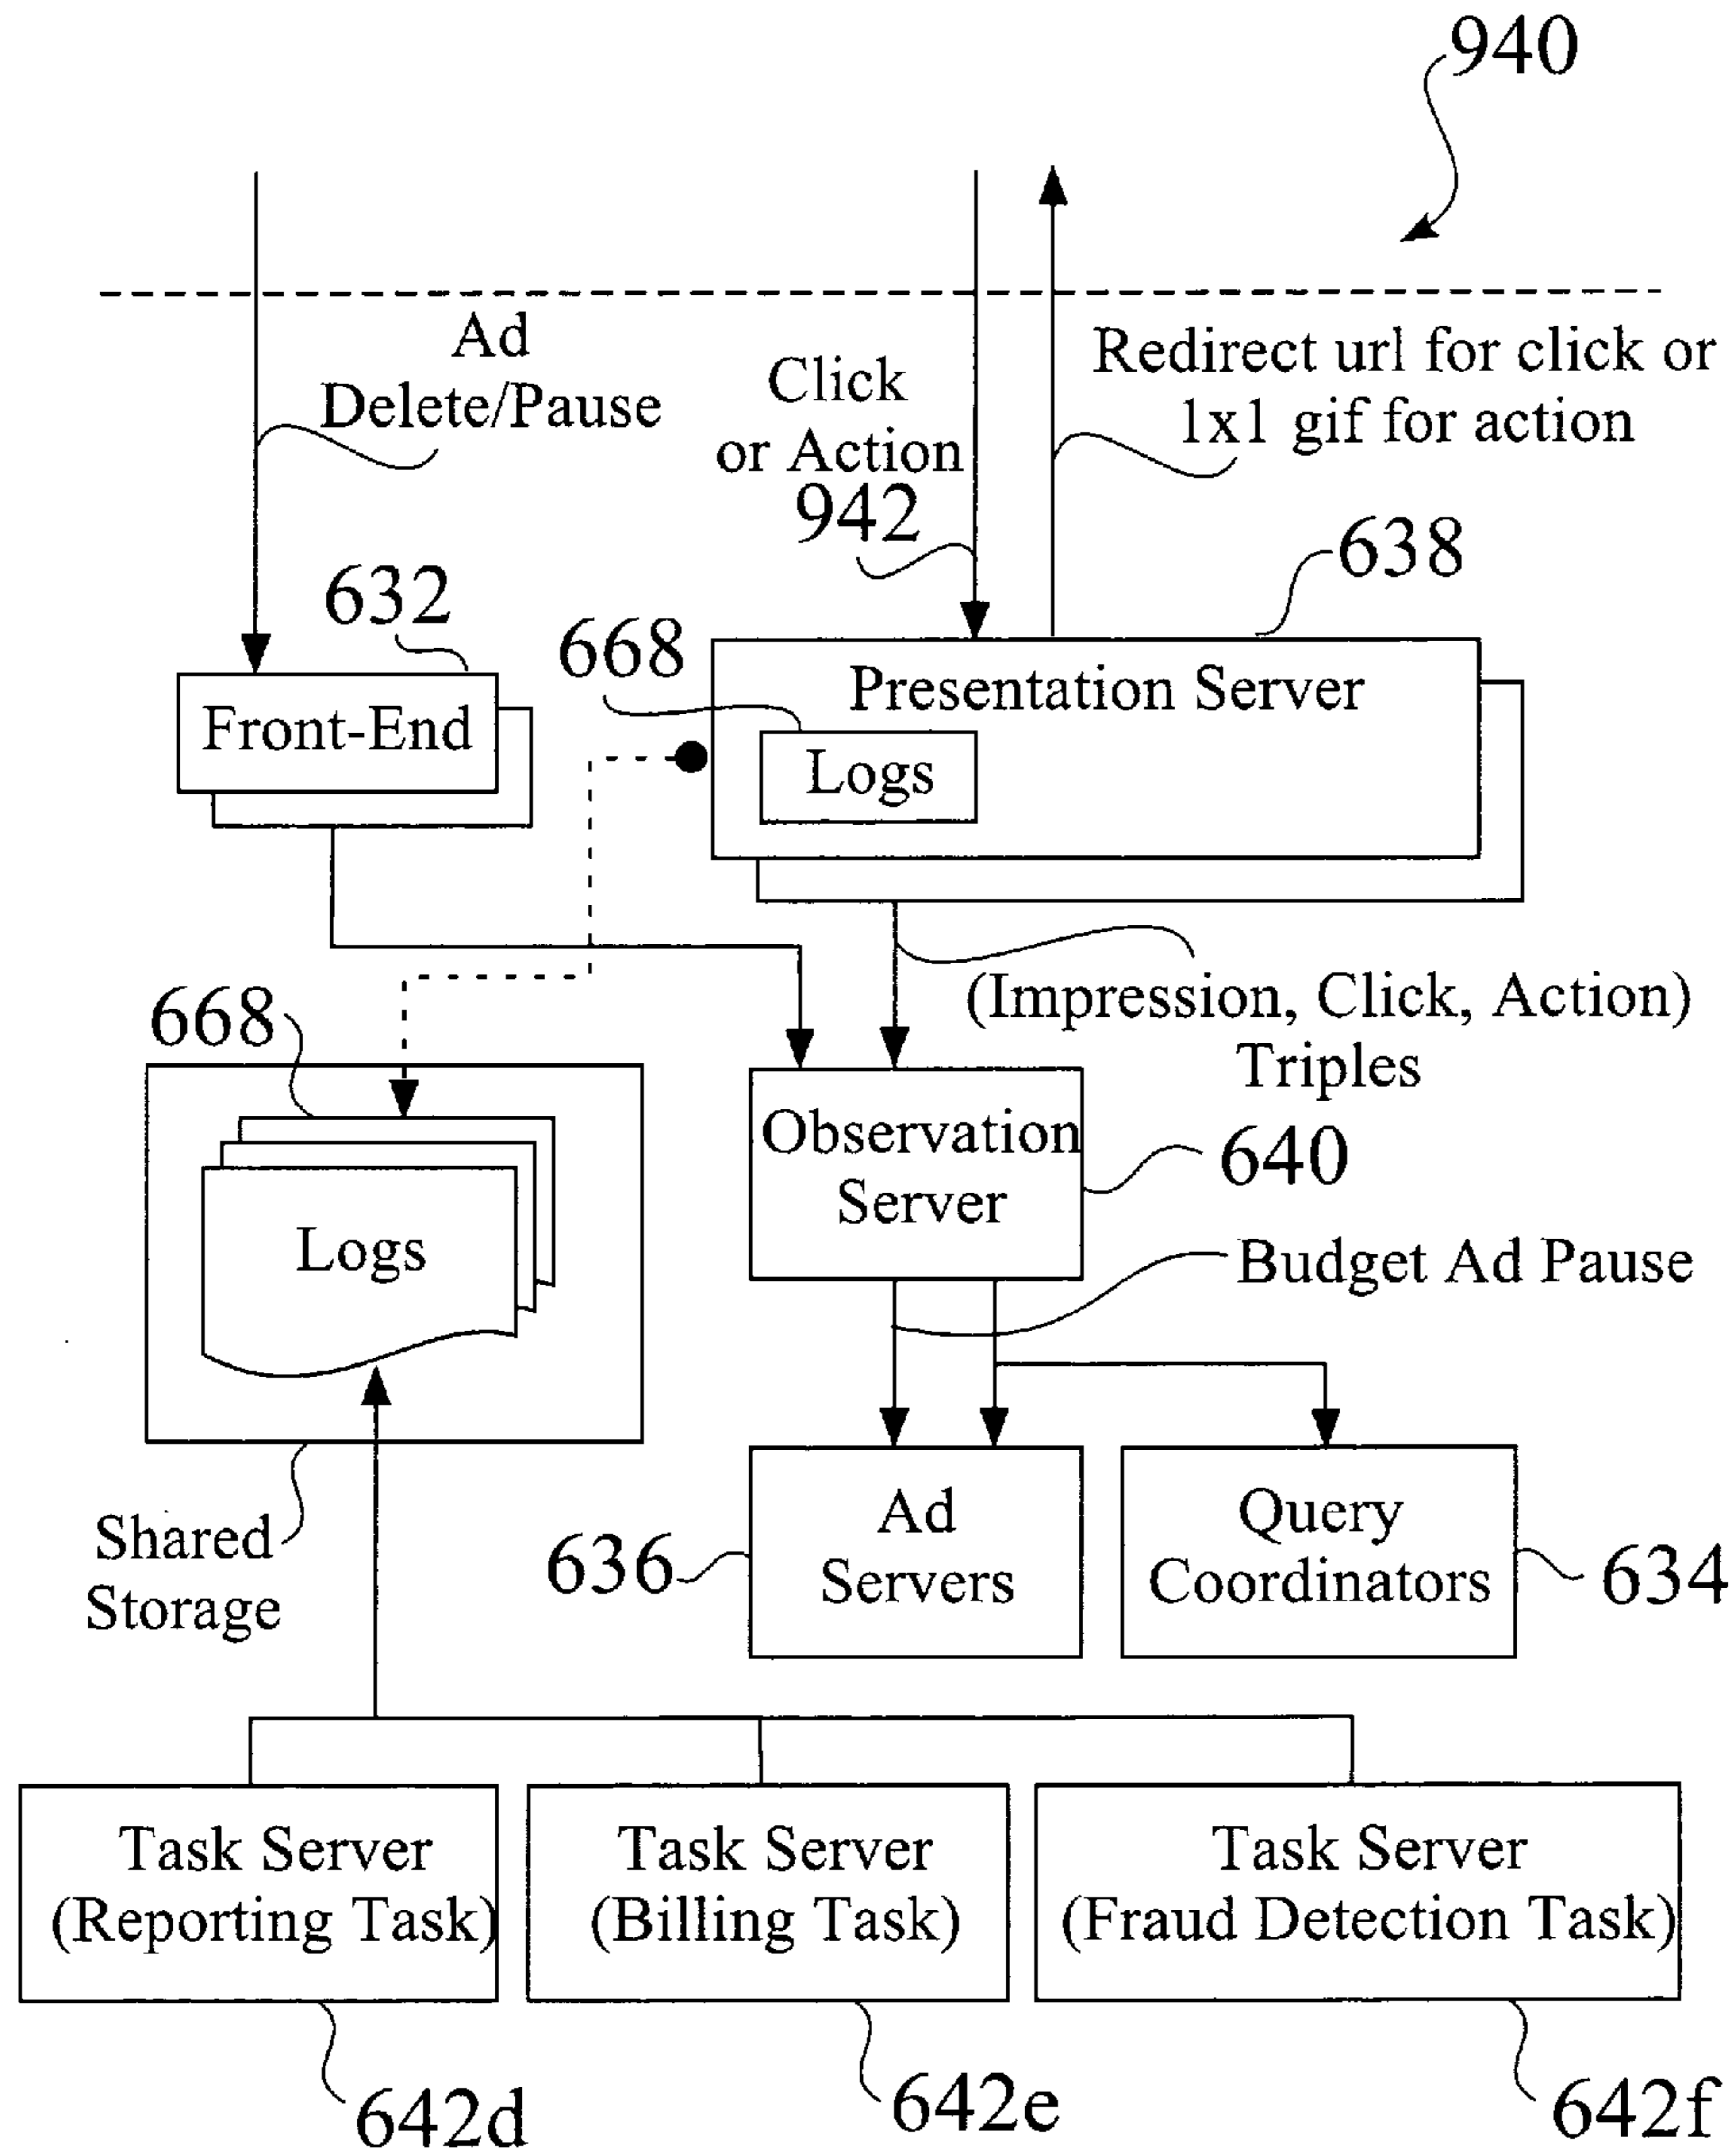 940
Ad
Delete/Pause
Click
or Action
942
Redirect url for click or
1x1 gif for action
632
668
638
Front-End
Presentation Server
Logs
(Impression, Click, Action)
Triples
668
Logs
Shared
Storage
Observation
Server
640
Budget Ad Pause
636
Ad
Servers
Query
Coordinators
634
Task Server
(Reporting Task)
Task Server
(Billing Task)
Task Server
(Fraud Detection Task)
642d
642e
642f